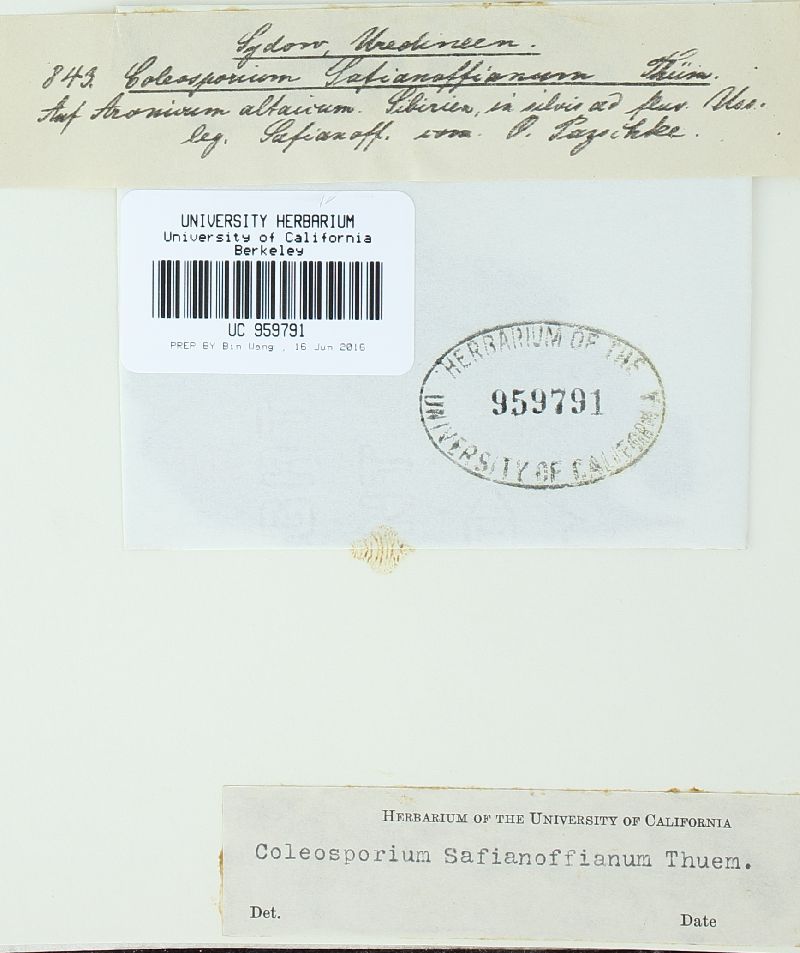 Sydow, Uredineen.
843. Coleosporium Safianoffianum Thüm.
Auf Aronicum altaicum. Sibirien, in silvis ad fluv. Uss.
leg. Safianoff. com. O. Pazschke.
UNIVERSITY HERBARIUM
University of California
Berkeley
UC 959791
PREP BY Bin Wang , 16 Jun 2016
HERBARIUM OF THE
959791
UNIVERSITY OF CALIFORNIA
HERBARIUM OF THE UNIVERSITY OF CALIFORNIA
Coleosporium Safianoffianum Thuem.
Det.
Date